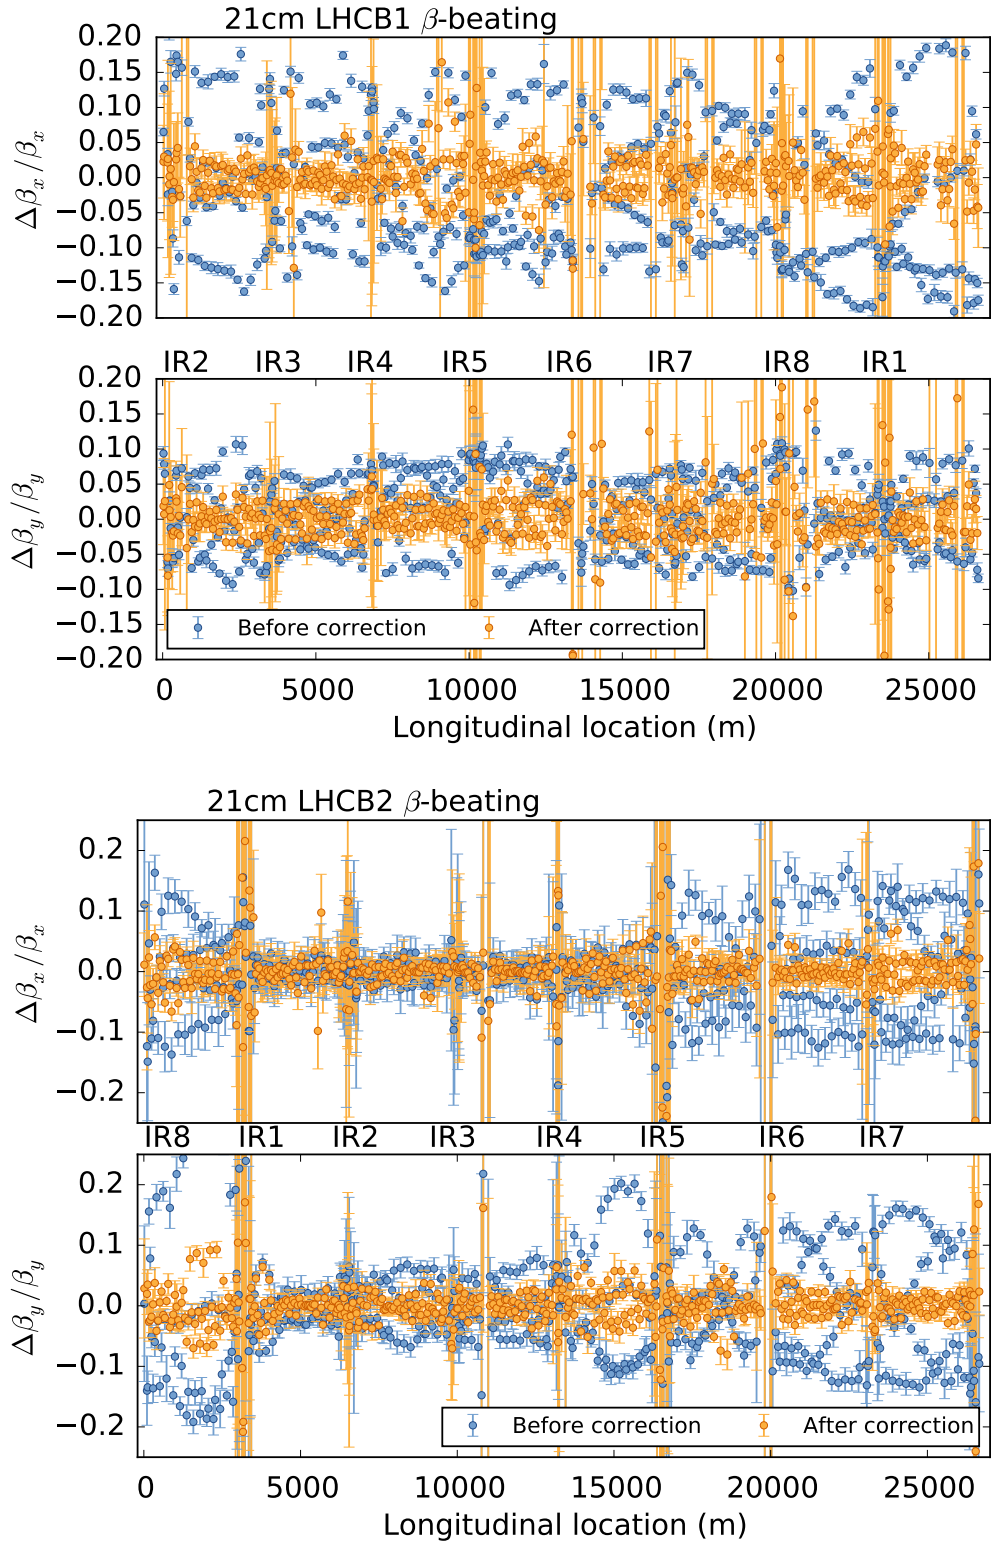 21cm LHCB1 β-beating
0.20
0.15
0.10
0.05
0.00
−0.05
−0.10
−0.15
−0.20
Δβx/βx
IR2 IR3 IR4 IR5 IR6 IR7 IR8 IR1
0.20
0.15
0.10
0.05
0.00
−0.05
−0.10
−0.15
−0.20
Δβy/βy
Before correction After correction
0 5000 10000 15000 20000 25000
Longitudinal location (m)
21cm LHCB2 β-beating
0.2
0.1
0.0
−0.1
−0.2
Δβx/βx
IR8 IR1 IR2 IR3 IR4 IR5 IR6 IR7
0.2
0.1
0.0
−0.1
−0.2
Δβy/βy
Before correction After correction
0 5000 10000 15000 20000 25000
Longitudinal location (m)